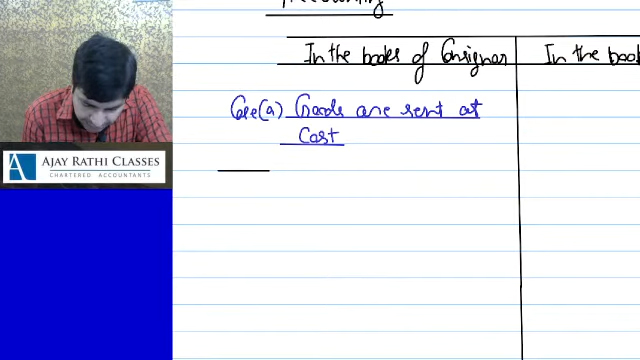 Accounting
In the books of Consignor
In the book
Case(a) Goods are sent at
Cost
AJAY RATHI CLASSES
CHARTERED ACCOUNTANTS